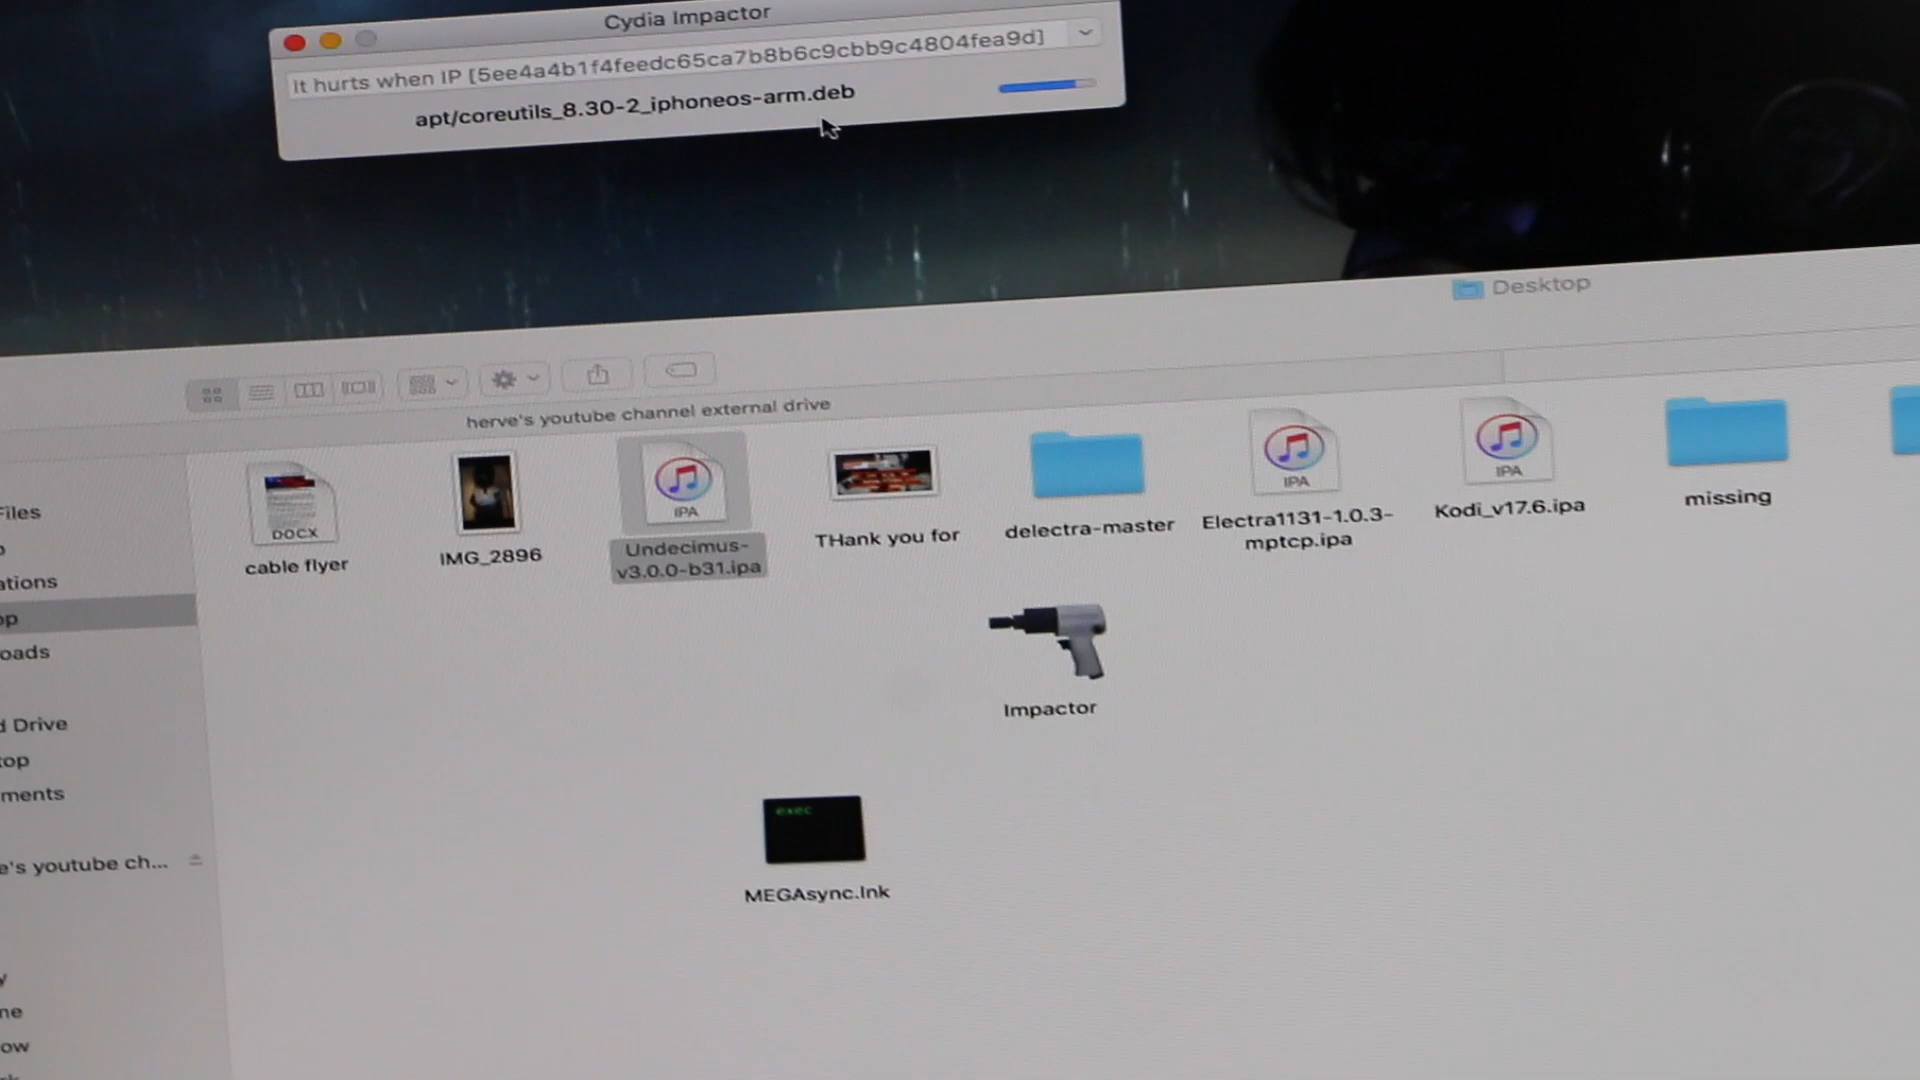 Cydia Impactor
It hurts when IP [5ee4a4b1f4feedc65ca7b8b6c9cbb9c4804fea9d]
apt/coreutils_8.30-2_iphoneos-arm.deb
Desktop
herve's youtube channel external drive
Files
ations
op
oads
d Drive
top
ments
e's youtube ch...
y
me
ow
DOCX
cable flyer
IMG_2896
IPA
Undecimus-
v3.0.0-b31.ipa
THank you for
delectra-master
IPA
Electra1131-1.0.3-
mptcp.ipa
IPA
Kodi_v17.6.ipa
missing
Impactor
exec
MEGAsync.lnk